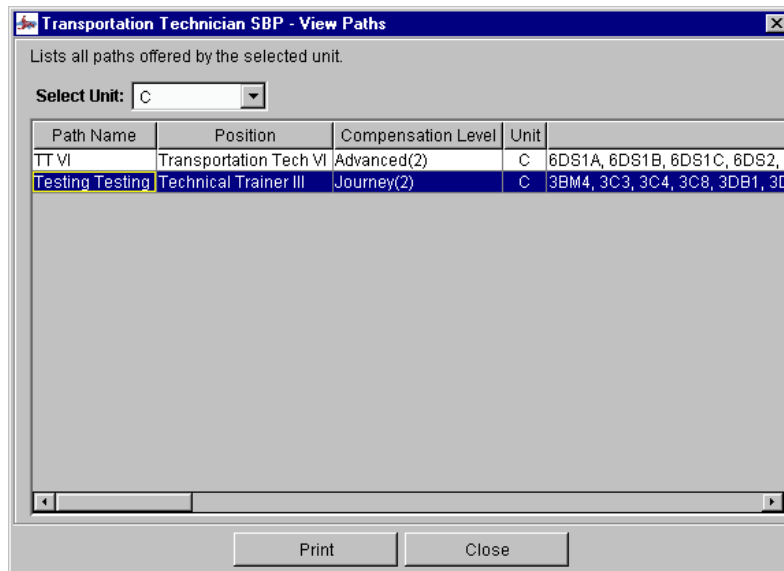 Transportation Technician SBP - View Paths
Lists all paths offered by the selected unit.
Select Unit: C
Path Name Position Compensation Level Unit
TT VI Transportation Tech VI Advanced(2) C 6DS1A, 6DS1B, 6DS1C, 6DS2,
Testing Testing Technical Trainer III Journey(2) C 3BM4, 3C3, 3C4, 3C8, 3DB1,
Print Close